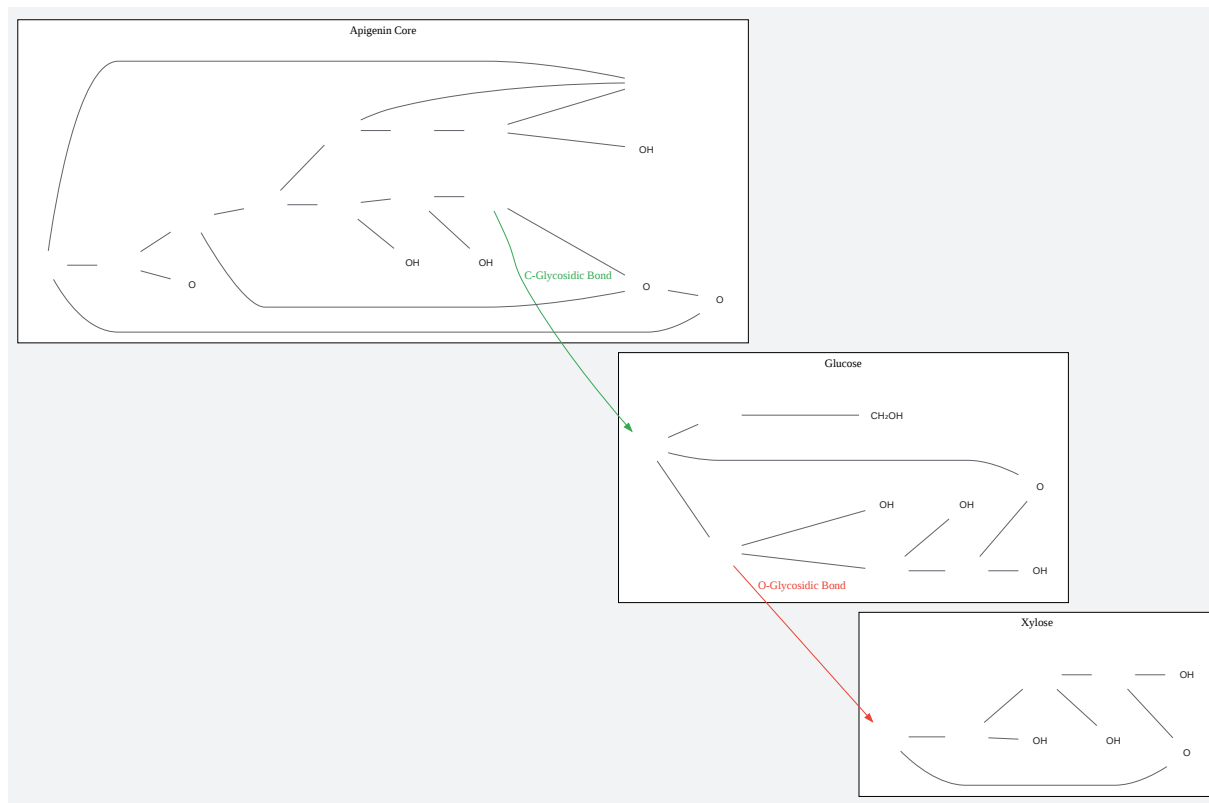 Apigenin Core
OH
OH
OH
C-Glycosidic Bond
O
O
O
Glucose
CH₂OH
O
OH
OH
OH
O-Glycosidic Bond
Xylose
OH
OH
OH
O